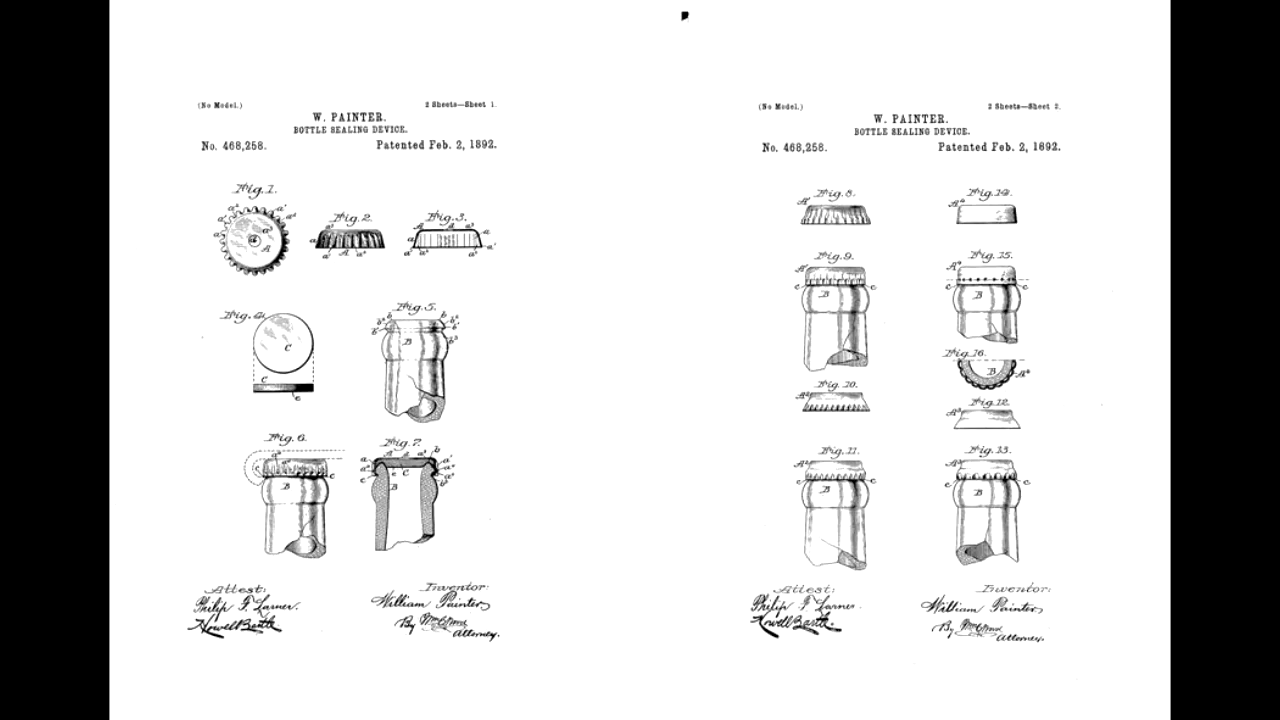 (No Model.)
2 Sheets—Sheet 1.
W. PAINTER.
BOTTLE SEALING DEVICE.
No. 468,258.
Patented Feb. 2, 1892.
Fig. 1.
Fig. 2.
Fig. 3.
Fig. 4.
Fig. 5.
Fig. 6.
Fig. 7.
A
A
C
C
B
B
B
C
Attest:
Philip F. Larner.
Howell Bartle
Inventor:
William Painter
By
Attorney.
(No Model.)
2 Sheets—Sheet 2.
W. PAINTER.
BOTTLE SEALING DEVICE.
No. 468,258.
Patented Feb. 2, 1892.
Fig. 8.
Fig. 14.
Fig. 9.
Fig. 15.
B
B
Fig. 16.
B
Fig. 10.
Fig. 12.
Fig. 11.
Fig. 13.
B
B
Attest:
Philip F. Larner
Howell Bartle.
Inventor:
William Painter
By
Attorney.